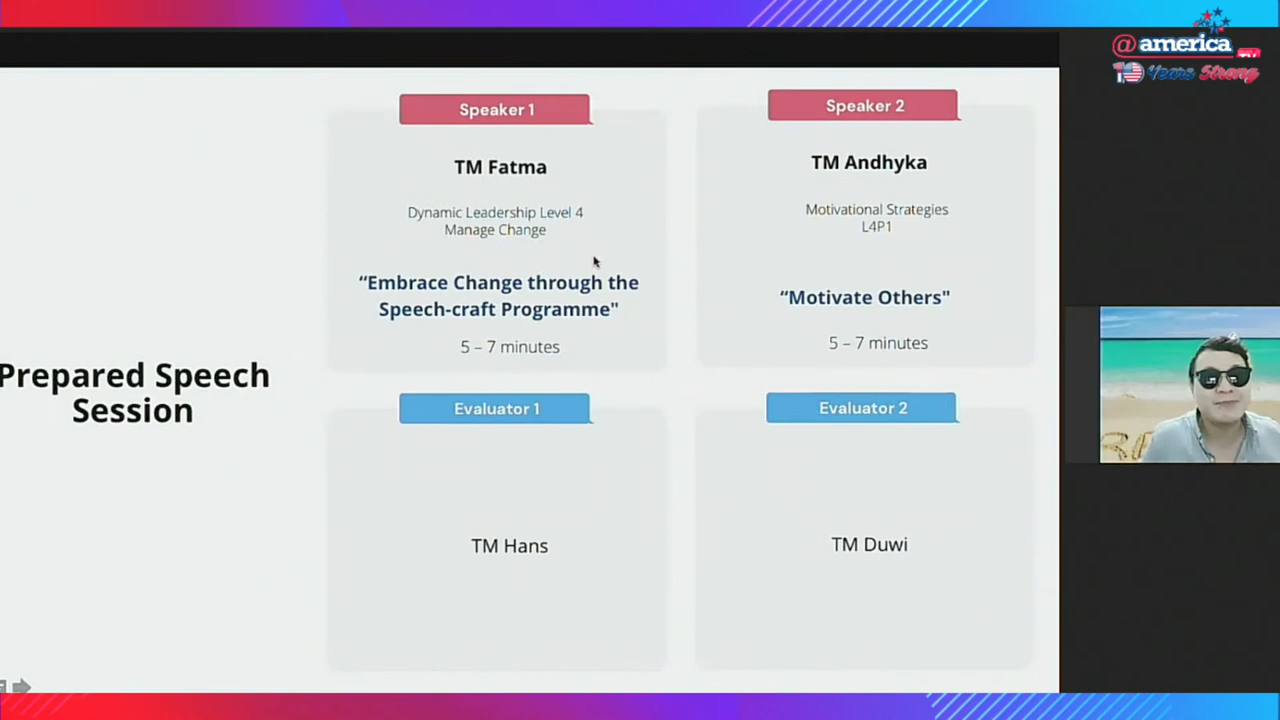 @america
TV
10 Years Strong
Speaker 1
TM Fatma
Dynamic Leadership Level 4
Manage Change
“Embrace Change through the
Speech-craft Programme"
5 – 7 minutes
Speaker 2
TM Andhyka
Motivational Strategies
L4P1
“Motivate Others"
5 – 7 minutes
Prepared Speech
Session
Evaluator 1
TM Hans
Evaluator 2
TM Duwi